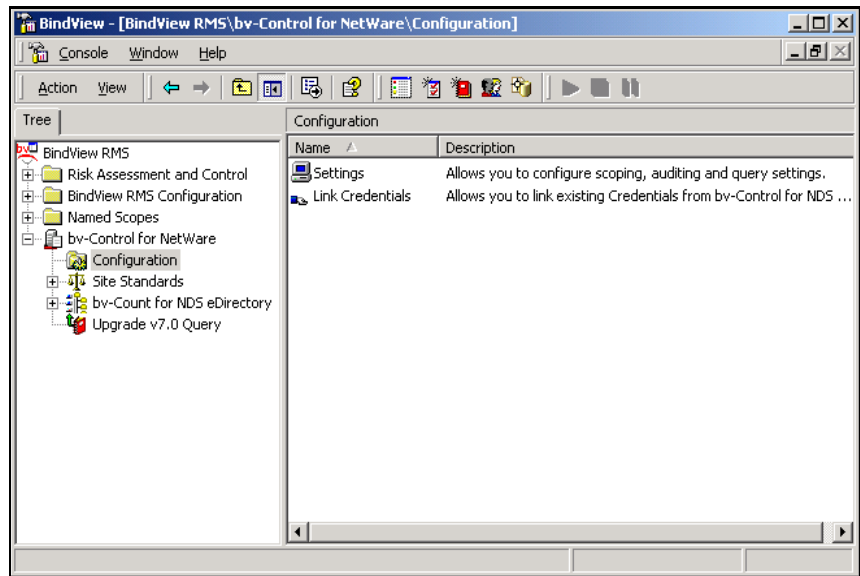 BindView - [BindView RMS\bv-Control for NetWare\Configuration]
Console Window Help
Action View
Tree
Configuration
Name Description
BindView RMS
Risk Assessment and Control
BindView RMS Configuration
Named Scopes
bv-Control for NetWare
Configuration
Site Standards
bv-Count for NDS eDirectory
Upgrade v7.0 Query
Settings Allows you to configure scoping, auditing and query settings.
Link Credentials Allows you to link existing Credentials from bv-Control for NDS ...